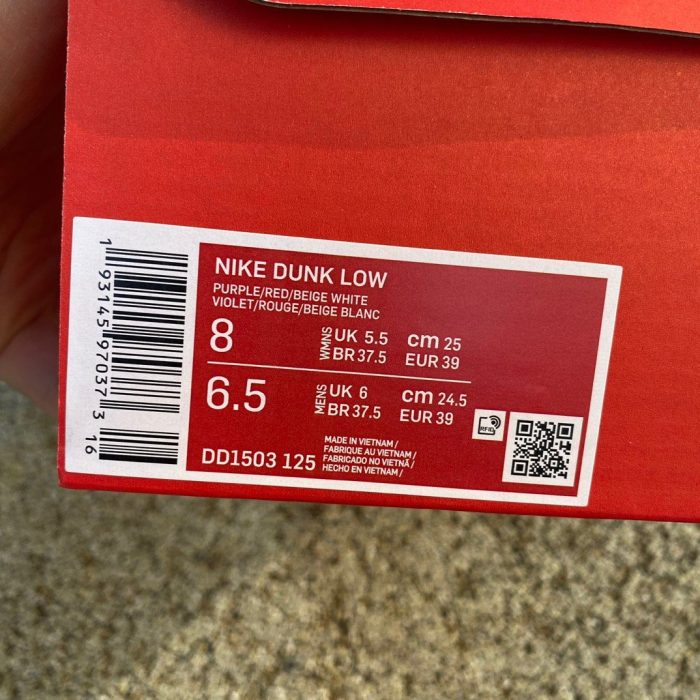 NIKE DUNK LOW
PURPLE/RED/BEIGE WHITE
VIOLET/ROUGE/BEIGE BLANC
8 WMNS UK 5.5 cm 25
BR 37.5 EUR 39
6.5 MENS UK 6 cm 24.5
BR 37.5 EUR 39
DD1503 125
MADE IN VIETNAM /
FABRIQUE AU VIETNAM /
FABRICADO NO VIETNÃ /
HECHO EN VIETNAM /
RFID
1 93145 97037 3
16